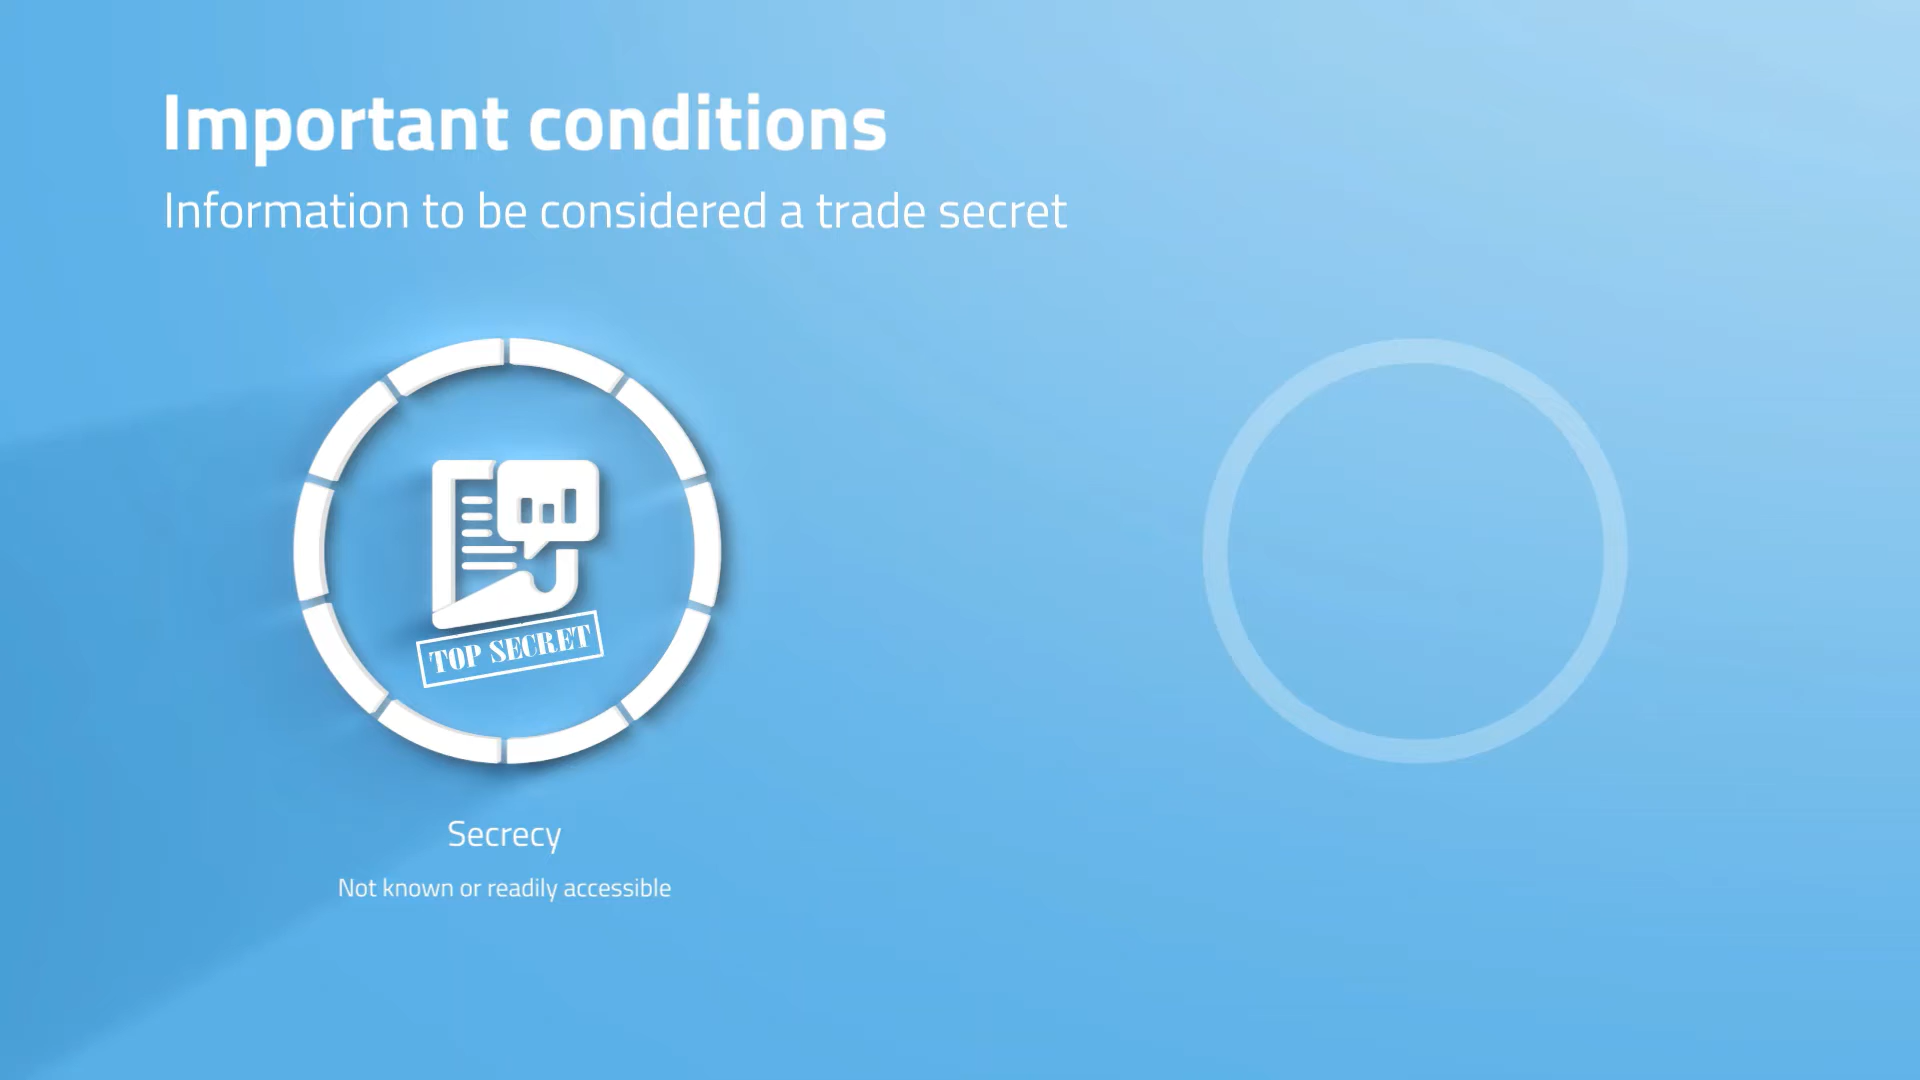 Important conditions
Information to be considered a trade secret
TOP SECRET
Secrecy
Not known or readily accessible